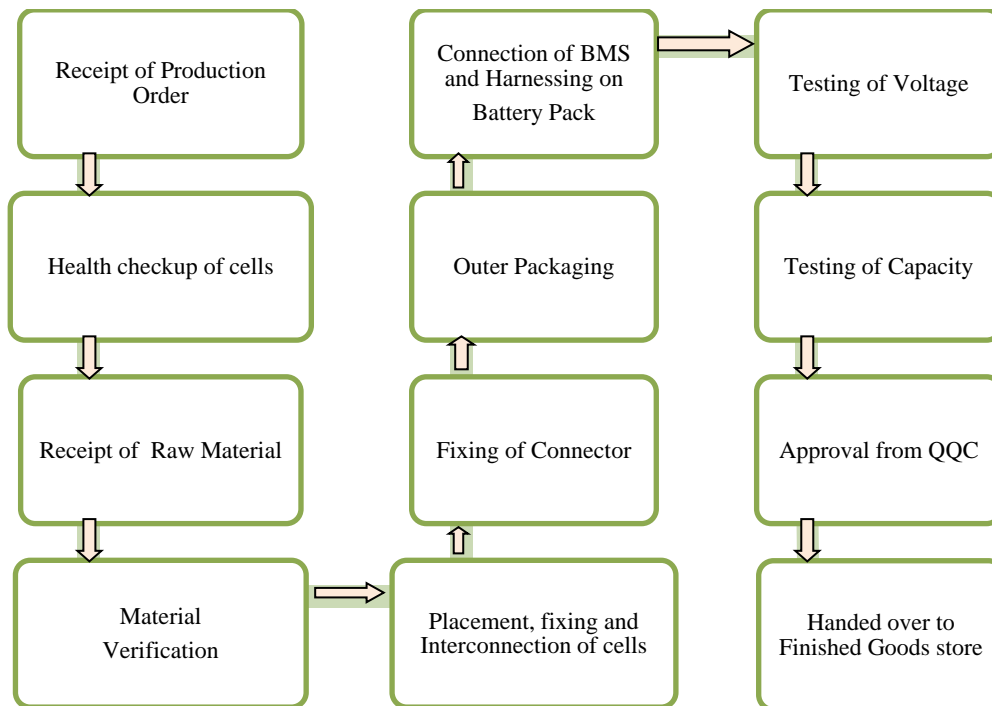 Receipt of Production
Order
Health checkup of cells
Receipt of Raw Material
Material
Verification
Placement, fixing and
Interconnection of cells
Fixing of Connector
Outer Packaging
Connection of BMS
and Harnessing on
Battery Pack
Testing of Voltage
Testing of Capacity
Approval from QQC
Handed over to
Finished Goods store